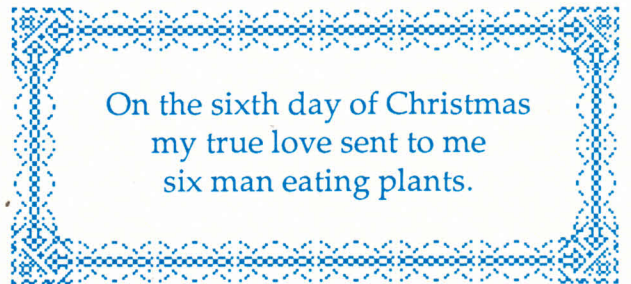 On the sixth day of Christmas
my true love sent to me
six man eating plants.